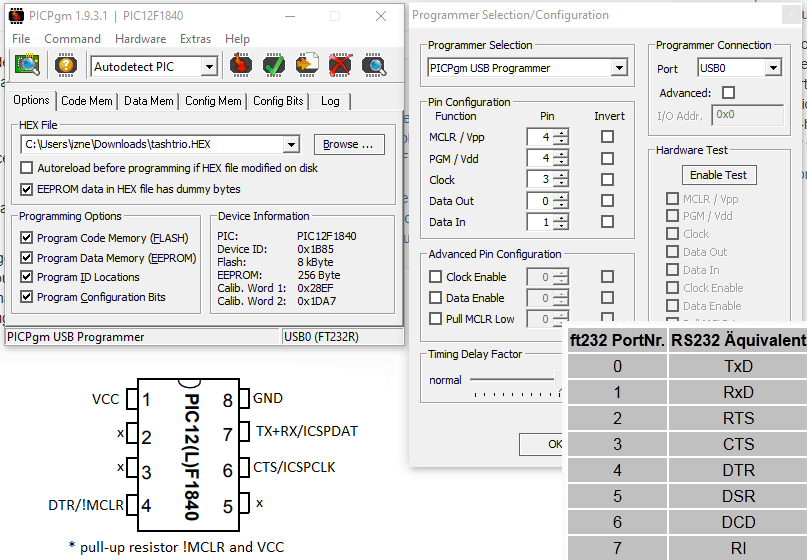 PICPgm 1.9.3.1 | PIC12F1840
File Command Hardware Extras Help
Autodetect PIC
Options Code Mem Data Mem Config Mem Config Bits Log
HEX File
C:\Users\jzne\Downloads\tashtrio.HEX Browse ...
Autoreload before programming if HEX file modified on disk
EEPROM data in HEX file has dummy bytes
Programming Options
Program Code Memory (FLASH)
Program Data Memory (EEPROM)
Program ID Locations
Program Configuration Bits
Device Information
PIC: PIC12F1840
Device ID: 0x1B85
Flash: 8 kByte
EEPROM: 256 Byte
Calib. Word 1: 0x28EF
Calib. Word 2: 0x1DA7
PICPgm USB Programmer USB0 (FT232R)
Programmer Selection/Configuration
Programmer Selection
PICPgm USB Programmer
Pin Configuration
Function Pin Invert
MCLR / Vpp 4
PGM / Vdd 4
Clock 3
Data Out 0
Data In 1
Advanced Pin Configuration
Clock Enable 0
Data Enable 0
Pull MCLR Low 0
Timing Delay Factor
normal
OK
Programmer Connection
Port USB0
Advanced:
I/O Addr. 0x0
Hardware Test
Enable Test
MCLR / Vpp
PGM / Vdd
Clock
Data Out
Data In
Clock Enable
Data Enable
ft232 PortNr. RS232 Äquivalent
0 TxD
1 RxD
2 RTS
3 CTS
4 DTR
5 DSR
6 DCD
7 RI
VCC 1 8 GND
x 2 7 TX+RX/ICSPDAT
x 3 6 CTS/ICSPCLK
DTR/!MCLR 4 5 x
PIC12(L)F1840
* pull-up resistor !MCLR and VCC